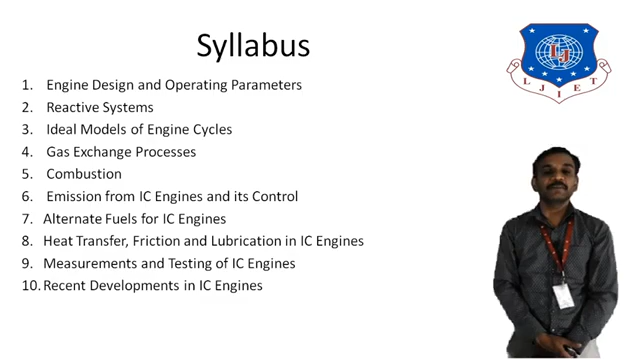 Syllabus
1. Engine Design and Operating Parameters
2. Reactive Systems
3. Ideal Models of Engine Cycles
4. Gas Exchange Processes
5. Combustion
6. Emission from IC Engines and its Control
7. Alternate Fuels for IC Engines
8. Heat Transfer, Friction and Lubrication in IC Engines
9. Measurements and Testing of IC Engines
10. Recent Developments in IC Engines
LJ
LJIET